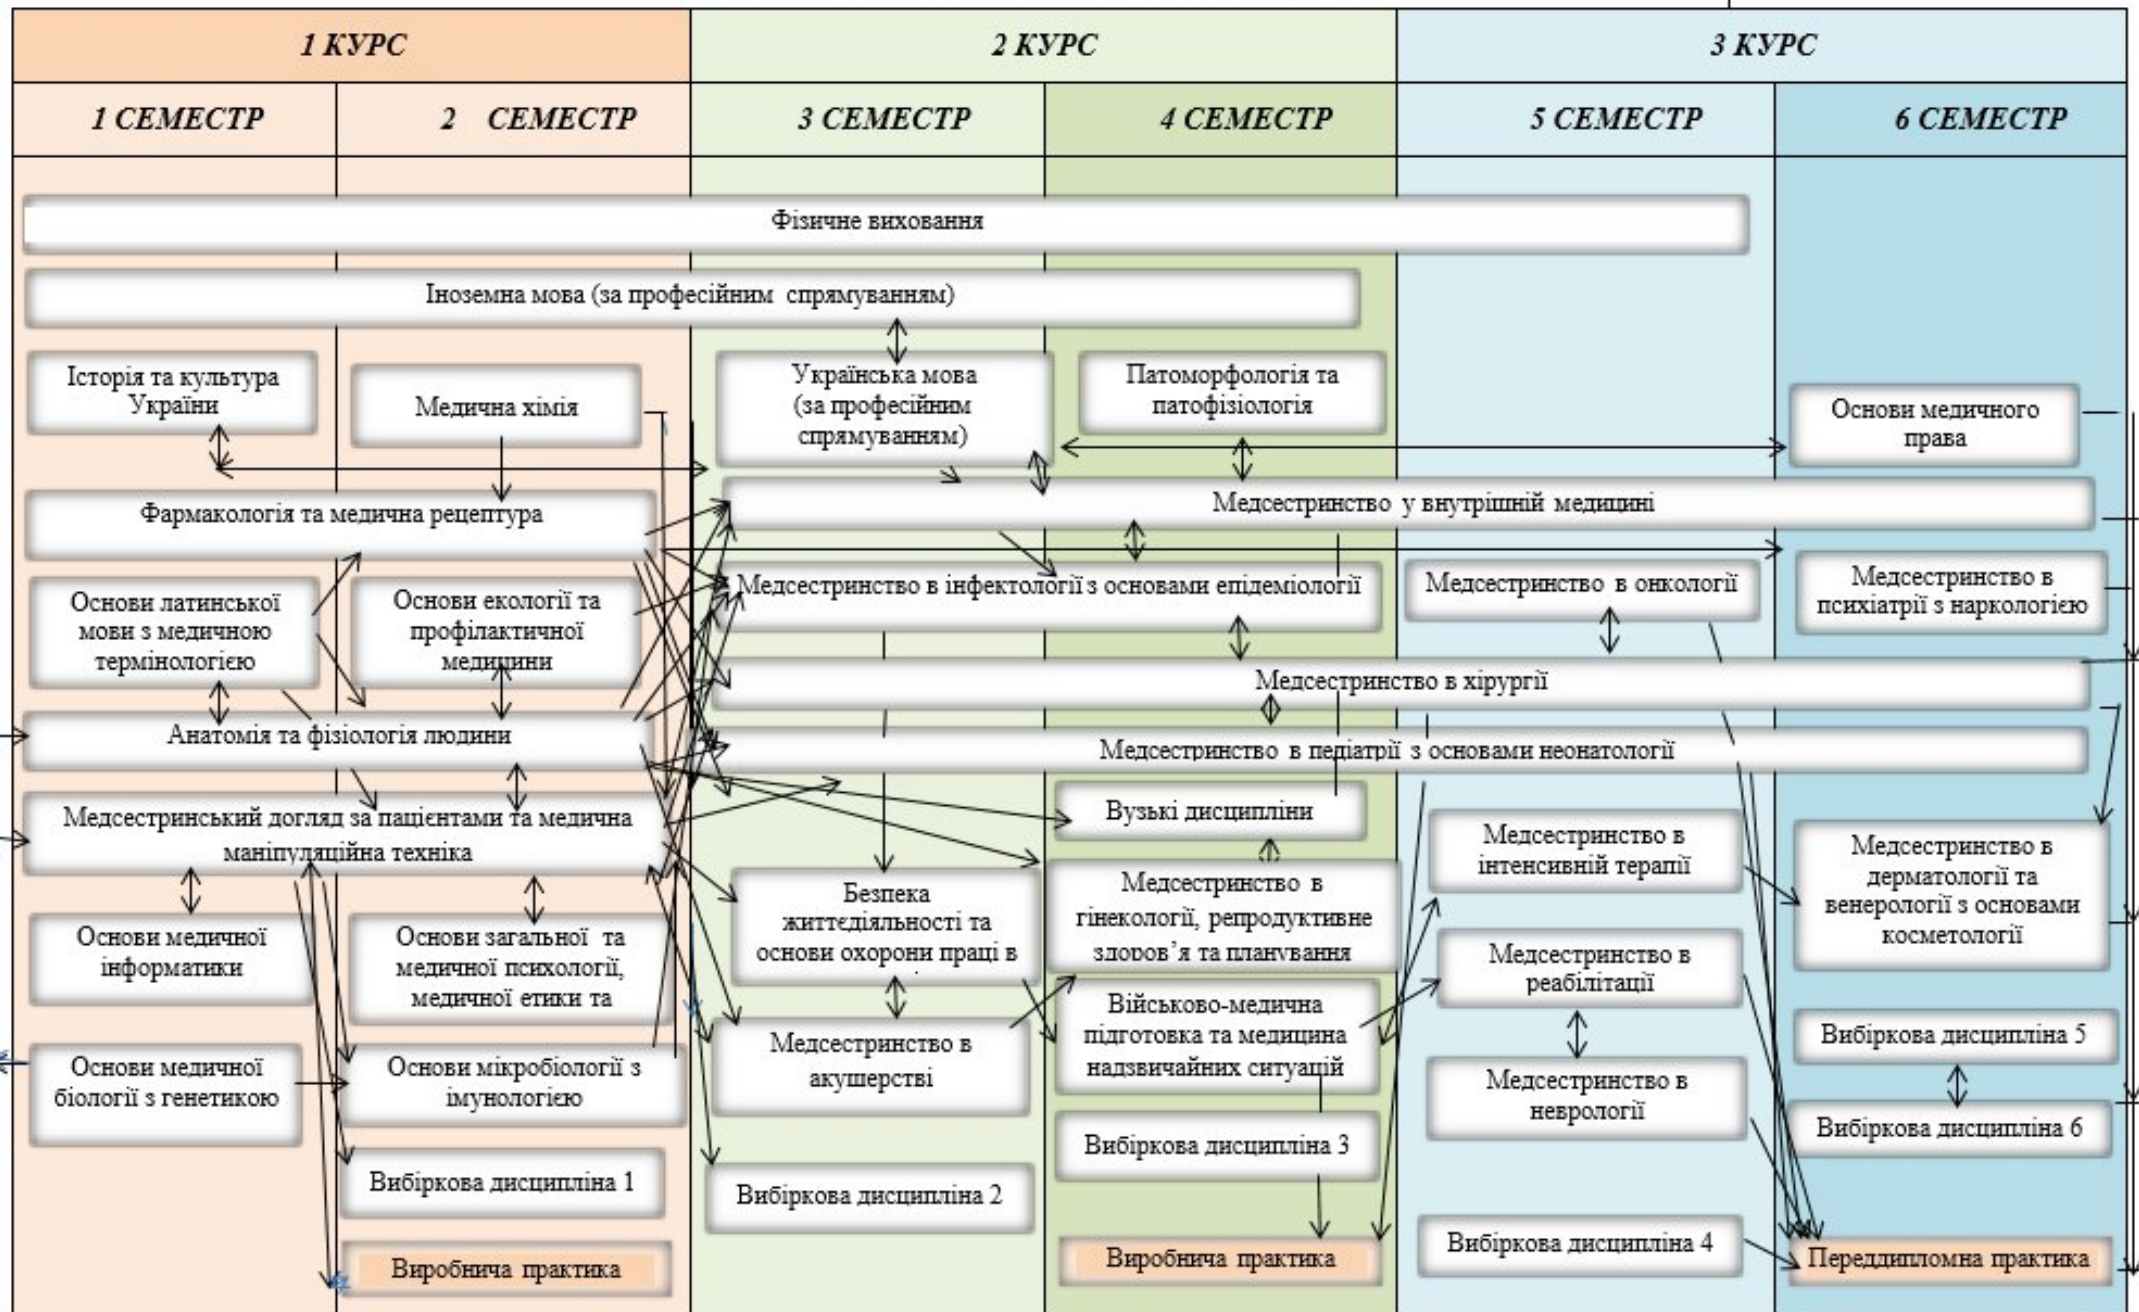 1 КУРС
2 КУРС
3 КУРС
1 СЕМЕСТР
2 СЕМЕСТР
3 СЕМЕСТР
4 СЕМЕСТР
5 СЕМЕСТР
6 СЕМЕСТР
Фізичне виховання
Іноземна мова (за професійним спрямуванням)
Історія та культура
України
Медична хімія
Українська мова
(за професійним
спрямуванням)
Патоморфологія та
патофізіологія
Основи медичного
права
Фармакологія та медична рецептура
Медсестринство у внутрішній медицині
Основи латинської
мови з медичною
термінологією
Основи екології та
профілактичної
медицини
Медсестринство в інфектології з основами епідеміології
Медсестринство в онкології
Медсестринство в
психіатрії з наркологією
Медсестринство в хірургії
Анатомія та фізіологія людини
Медсестринство в педіатрії з основами неонатології
Медсестринський догляд за пацієнтами та медична
маніпуляційна техніка
Вузькі дисципліни
Медсестринство в
інтенсивній терапії
Медсестринство в
дерматології та
венерології з основами
косметології
Основи медичної
інформатики
Основи загальної та
медичної психології,
медичної етики та
Безпека
життєдіяльності та
основи охорони праці в
Медсестринство в
гінекології, репродуктивне
здоров’я та планування
Медсестринство в
реабілітації
Військово-медична
підготовка та медицина
надзвичайних ситуацій
Вибіркова дисципліна 5
Основи медичної
біології з генетикою
Основи мікробіології з
імунологією
Медсестринство в
акушерстві
Медсестринство в
неврології
Вибіркова дисципліна 6
Вибіркова дисципліна 1
Вибіркова дисципліна 2
Вибіркова дисципліна 3
Вибіркова дисципліна 4
Виробнича практика
Виробнича практика
Переддипломна практика